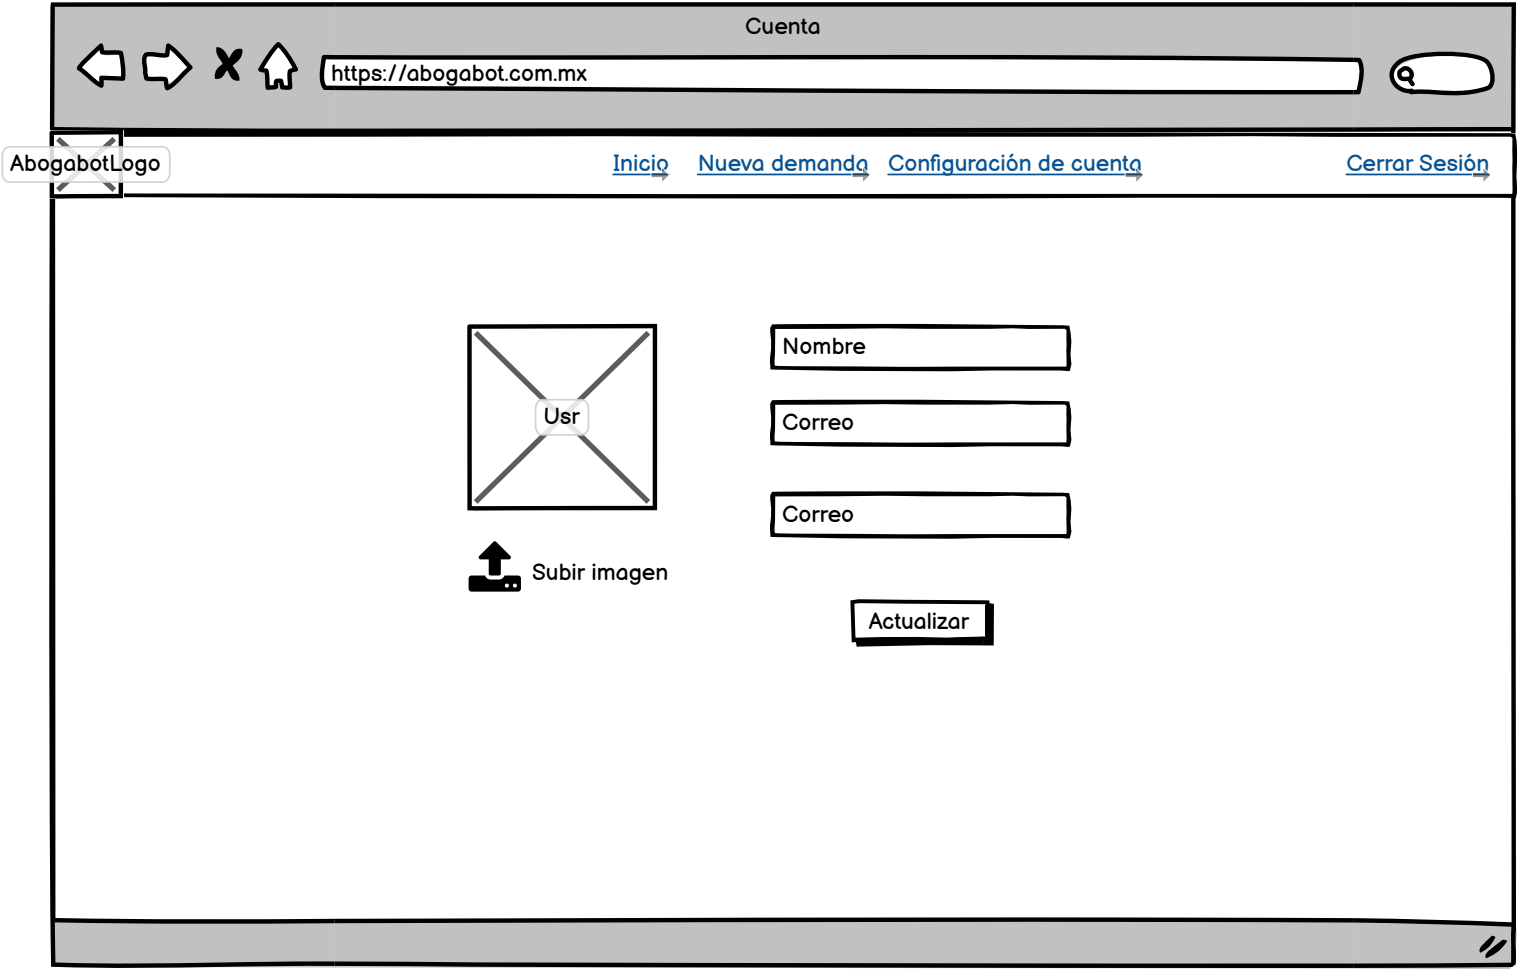 Cuenta
https://abogabot.com.mx
AbogabotLogo
Inicio
Nueva demanda
Configuración de cuenta
Cerrar Sesión
Usr
Subir imagen
Nombre
Correo
Correo
Actualizar